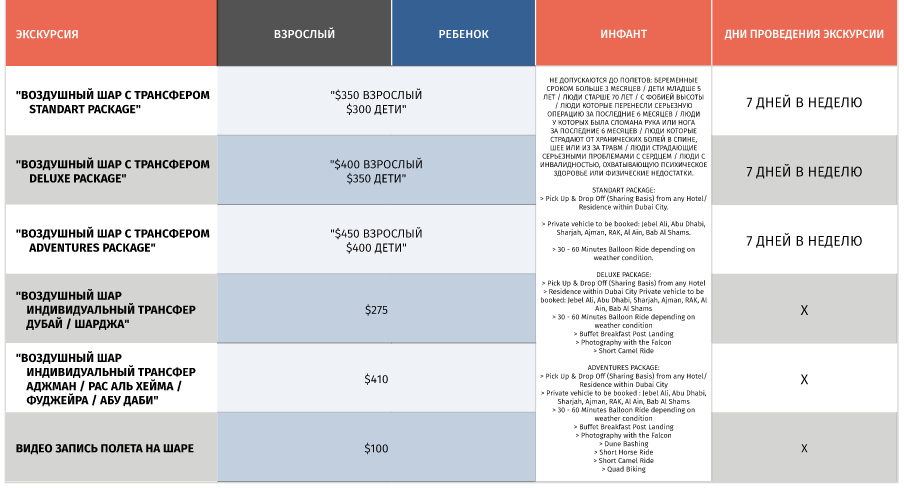 ЭКСКУРСИЯ
ВЗРОСЛЫЙ
РЕБЕНОК
ИНФАНТ
ДНИ ПРОВЕДЕНИЯ ЭКСКУРСИИ
"ВОЗДУШНЫЙ ШАР С ТРАНСФЕРОМ
STANDART PACKAGE"
"$350 ВЗРОСЛЫЙ
$300 ДЕТИ"
7 ДНЕЙ В НЕДЕЛЮ
"ВОЗДУШНЫЙ ШАР С ТРАНСФЕРОМ
DELUXE PACKAGE"
"$400 ВЗРОСЛЫЙ
$350 ДЕТИ"
7 ДНЕЙ В НЕДЕЛЮ
"ВОЗДУШНЫЙ ШАР С ТРАНСФЕРОМ
ADVENTURES PACKAGE"
"$450 ВЗРОСЛЫЙ
$400 ДЕТИ"
7 ДНЕЙ В НЕДЕЛЮ
"ВОЗДУШНЫЙ ШАР
ИНДИВИДУАЛЬНЫЙ ТРАНСФЕР
ДУБАЙ / ШАРДЖА"
$275
X
"ВОЗДУШНЫЙ ШАР
ИНДИВИДУАЛЬНЫЙ ТРАНСФЕР
АДЖМАН / РАС АЛЬ ХЕЙМА /
ФУДЖЕЙРА / АБУ ДАБИ"
$410
X
ВИДЕО ЗАПИСЬ ПОЛЕТА НА ШАРЕ
$100
X
НЕ ДОПУСКАЮТСЯ ДО ПОЛЕТОВ: БЕРЕМЕННЫЕ
СРОКОМ БОЛЬШЕ 3 МЕСЯЦЕВ / ДЕТИ МЛАДШЕ 5
ЛЕТ / ЛЮДИ СТАРШЕ 70 ЛЕТ / С ФОБИЕЙ ВЫСОТЫ
/ ЛЮДИ КОТОРЫЕ ПЕРЕНЕСЛИ СЕРЬЕЗНУЮ
ОПЕРАЦИЮ ЗА ПОСЛЕДНИЕ 6 МЕСЯЦЕВ / ЛЮДИ
У КОТОРЫХ БЫЛА СЛОМАНА РУКА ИЛИ НОГА
ЗА ПОСЛЕДНИЕ 6 МЕСЯЦЕВ / ЛЮДИ КОТОРЫЕ
СТРАДАЮТ ОТ ХРАНИЧЕСКИХ БОЛЕЙ В СПИНЕ,
ШЕЕ ИЛИ ИЗ ЗА ТРАВМ / ЛЮДИ СТРАДАЮЩИЕ
СЕРЬЕЗНЫМИ ПРОБЛЕМАМИ С СЕРДЦЕМ / ЛЮДИ С
ИНВАЛИДНОСТЬЮ, ОХВАТЫВАЮЩУЮ ПСИХИЧЕСКОЕ
ЗДОРОВЬЕ ИЛИ ФИЗИЧЕСКИЕ НЕДОСТАТКИ.
STANDART PACKAGE:
> Pick Up & Drop Off (Sharing Basis) from any Hotel/
Residence within Dubai City.
> Private vehicle to be booked: Jebel Ali, Abu Dhabi,
Sharjah, Ajman, RAK, Al Ain, Bab Al Shams.
> 30 - 60 Minutes Balloon Ride depending on
weather condition.
DELUXE PACKAGE:
> Pick Up & Drop Off (Sharing Basis) from any Hotel
> Residence within Dubai City Private vehicle to be
booked: Jebel Ali, Abu Dhabi, Sharjah, Ajman, RAK, Al
Ain, Bab Al Shams
> 30 - 60 Minutes Balloon Ride depending on
weather condition
> Buffet Breakfast Post Landing
> Photography with the Falcon
> Short Camel Ride
ADVENTURES PACKAGE:
> Pick Up & Drop Off (Sharing Basis) from any Hotel/
Residence within Dubai City
> Private vehicle to be booked : Jebel Ali, Abu Dhabi,
Sharjah, Ajman, RAK, Al Ain, Bab Al Shams
> 30 - 60 Minutes Balloon Ride depending on
weather condition
> Buffet Breakfast Post Landing
> Photography with the Falcon
> Dune Bashing
> Short Horse Ride
> Short Camel Ride
> Quad Biking